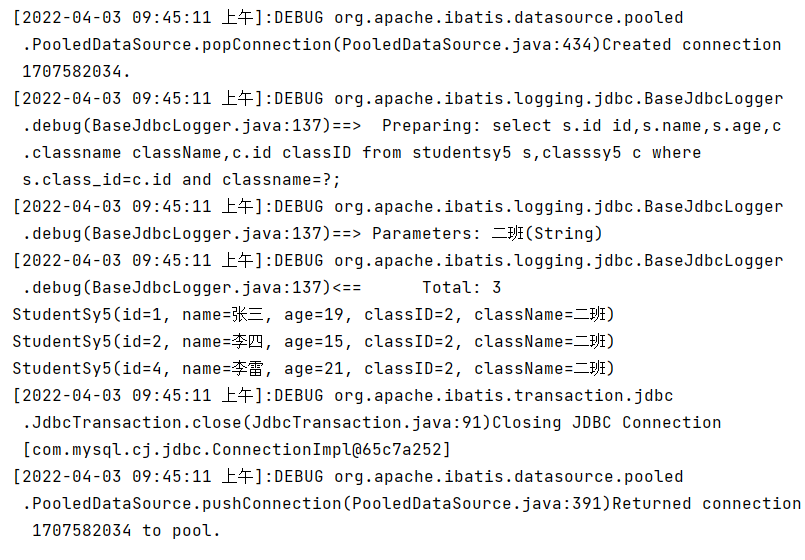 [2022-04-03 09:45:11 上午]:DEBUG org.apache.ibatis.datasource.pooled
.PooledDataSource.popConnection(PooledDataSource.java:434)Created connection
1707582034.
[2022-04-03 09:45:11 上午]:DEBUG org.apache.ibatis.logging.jdbc.BaseJdbcLogger
.debug(BaseJdbcLogger.java:137)==>  Preparing: select s.id id,s.name,s.age,c
.classname className,c.id classID from studentsy5 s,classsy5 c where
s.class_id=c.id and classname=?;
[2022-04-03 09:45:11 上午]:DEBUG org.apache.ibatis.logging.jdbc.BaseJdbcLogger
.debug(BaseJdbcLogger.java:137)==> Parameters: 二班(String)
[2022-04-03 09:45:11 上午]:DEBUG org.apache.ibatis.logging.jdbc.BaseJdbcLogger
.debug(BaseJdbcLogger.java:137)<==      Total: 3
StudentSy5(id=1, name=张三, age=19, classID=2, className=二班)
StudentSy5(id=2, name=李四, age=15, classID=2, className=二班)
StudentSy5(id=4, name=李雷, age=21, classID=2, className=二班)
[2022-04-03 09:45:11 上午]:DEBUG org.apache.ibatis.transaction.jdbc
.JdbcTransaction.close(JdbcTransaction.java:91)Closing JDBC Connection
[com.mysql.cj.jdbc.ConnectionImpl@65c7a252]
[2022-04-03 09:45:11 上午]:DEBUG org.apache.ibatis.datasource.pooled
.PooledDataSource.pushConnection(PooledDataSource.java:391)Returned connection
1707582034 to pool.